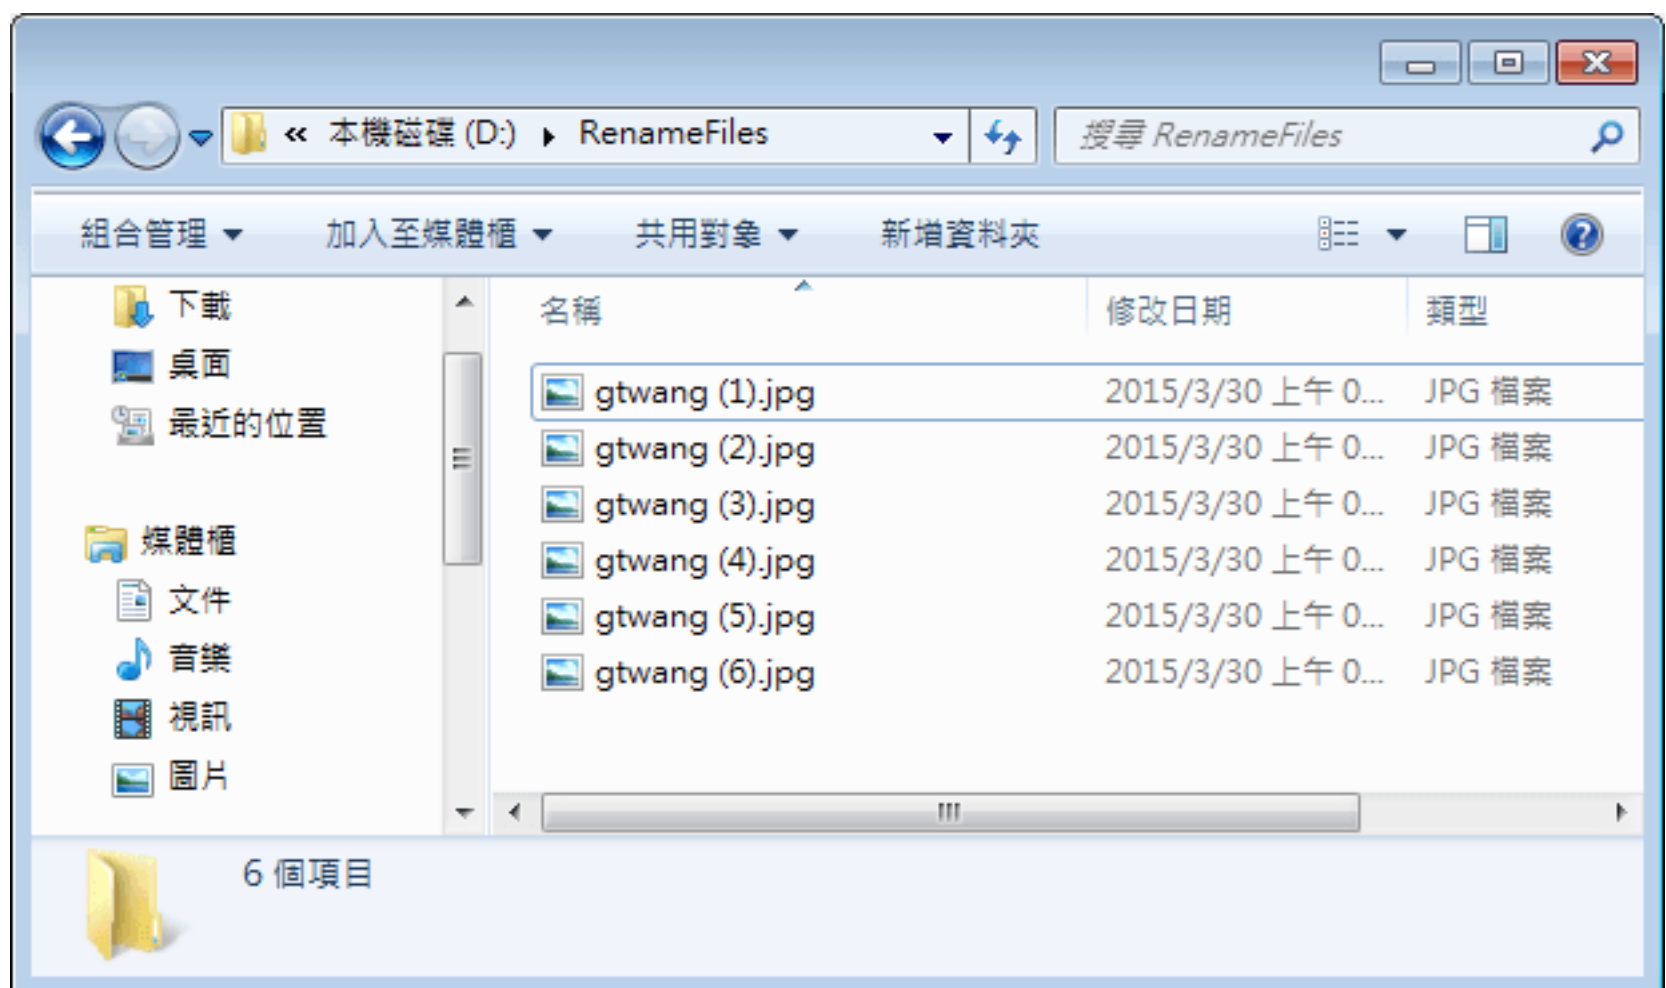 « 本機磁碟 (D:) RenameFiles 搜尋 RenameFiles
組合管理 加入至媒體櫃 共用對象 新增資料夾
下載
桌面
最近的位置
媒體櫃
文件
音樂
視訊
圖片
名稱 修改日期 類型
gtwang (1).jpg 2015/3/30 上午 0... JPG 檔案
gtwang (2).jpg 2015/3/30 上午 0... JPG 檔案
gtwang (3).jpg 2015/3/30 上午 0... JPG 檔案
gtwang (4).jpg 2015/3/30 上午 0... JPG 檔案
gtwang (5).jpg 2015/3/30 上午 0... JPG 檔案
gtwang (6).jpg 2015/3/30 上午 0... JPG 檔案
6 個項目